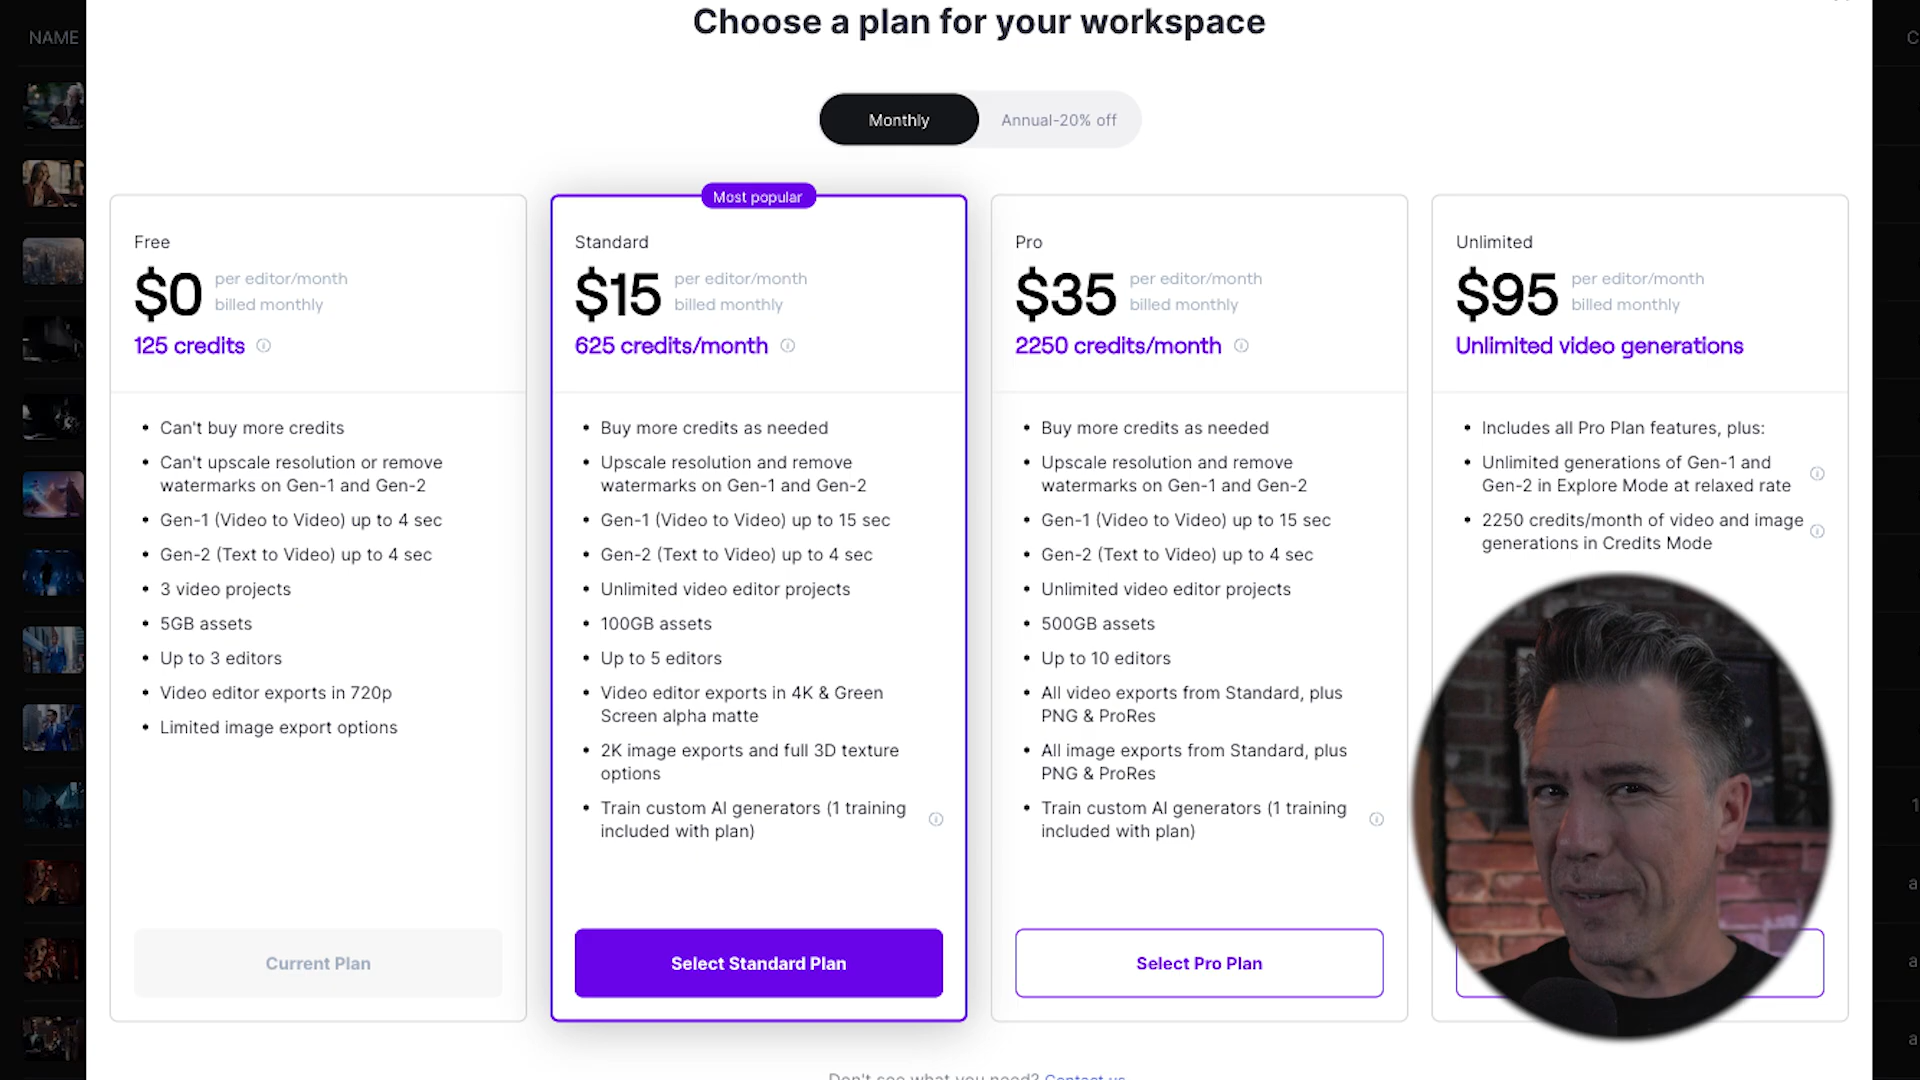 Choose a plan for your workspace
NAME
Monthly
Annual-20% off
Most popular
Free
$0
per editor/month
billed monthly
125 credits
Can't buy more credits
Can't upscale resolution or remove
watermarks on Gen-1 and Gen-2
Gen-1 (Video to Video) up to 4 sec
Gen-2 (Text to Video) up to 4 sec
3 video projects
5GB assets
Up to 3 editors
Video editor exports in 720p
Limited image export options
Current Plan
Standard
$15
per editor/month
billed monthly
625 credits/month
Buy more credits as needed
Upscale resolution and remove
watermarks on Gen-1 and Gen-2
Gen-1 (Video to Video) up to 15 sec
Gen-2 (Text to Video) up to 4 sec
Unlimited video editor projects
100GB assets
Up to 5 editors
Video editor exports in 4K & Green
Screen alpha matte
2K image exports and full 3D texture
options
Train custom AI generators (1 training
included with plan)
Select Standard Plan
Pro
$35
per editor/month
billed monthly
2250 credits/month
Buy more credits as needed
Upscale resolution and remove
watermarks on Gen-1 and Gen-2
Gen-1 (Video to Video) up to 15 sec
Gen-2 (Text to Video) up to 4 sec
Unlimited video editor projects
500GB assets
Up to 10 editors
All video exports from Standard, plus
PNG & ProRes
All image exports from Standard, plus
PNG & ProRes
Train custom AI generators (1 training
included with plan)
Select Pro Plan
Unlimited
$95
per editor/month
billed monthly
Unlimited video generations
Includes all Pro Plan features, plus:
Unlimited generations of Gen-1 and
Gen-2 in Explore Mode at relaxed rate
2250 credits/month of video and image
generations in Credits Mode
Don't see what you need? Contact us